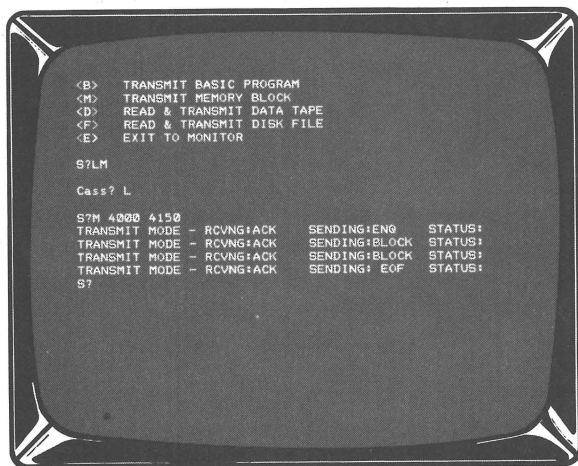 <B> TRANSMIT BASIC PROGRAM
<M> TRANSMIT MEMORY BLOCK
<D> READ & TRANSMIT DATA TAPE
<F> READ & TRANSMIT DISK FILE
<E> EXIT TO MONITOR
S?LM
Cass? L
S?M 4000 4150
TRANSMIT MODE - RCVNG:ACK SENDING:ENQ STATUS:
TRANSMIT MODE - RCVNG:ACK SENDING:BLOCK STATUS:
TRANSMIT MODE - RCVNG:ACK SENDING:BLOCK STATUS:
TRANSMIT MODE - RCVNG:ACK SENDING: EOF STATUS:
S?